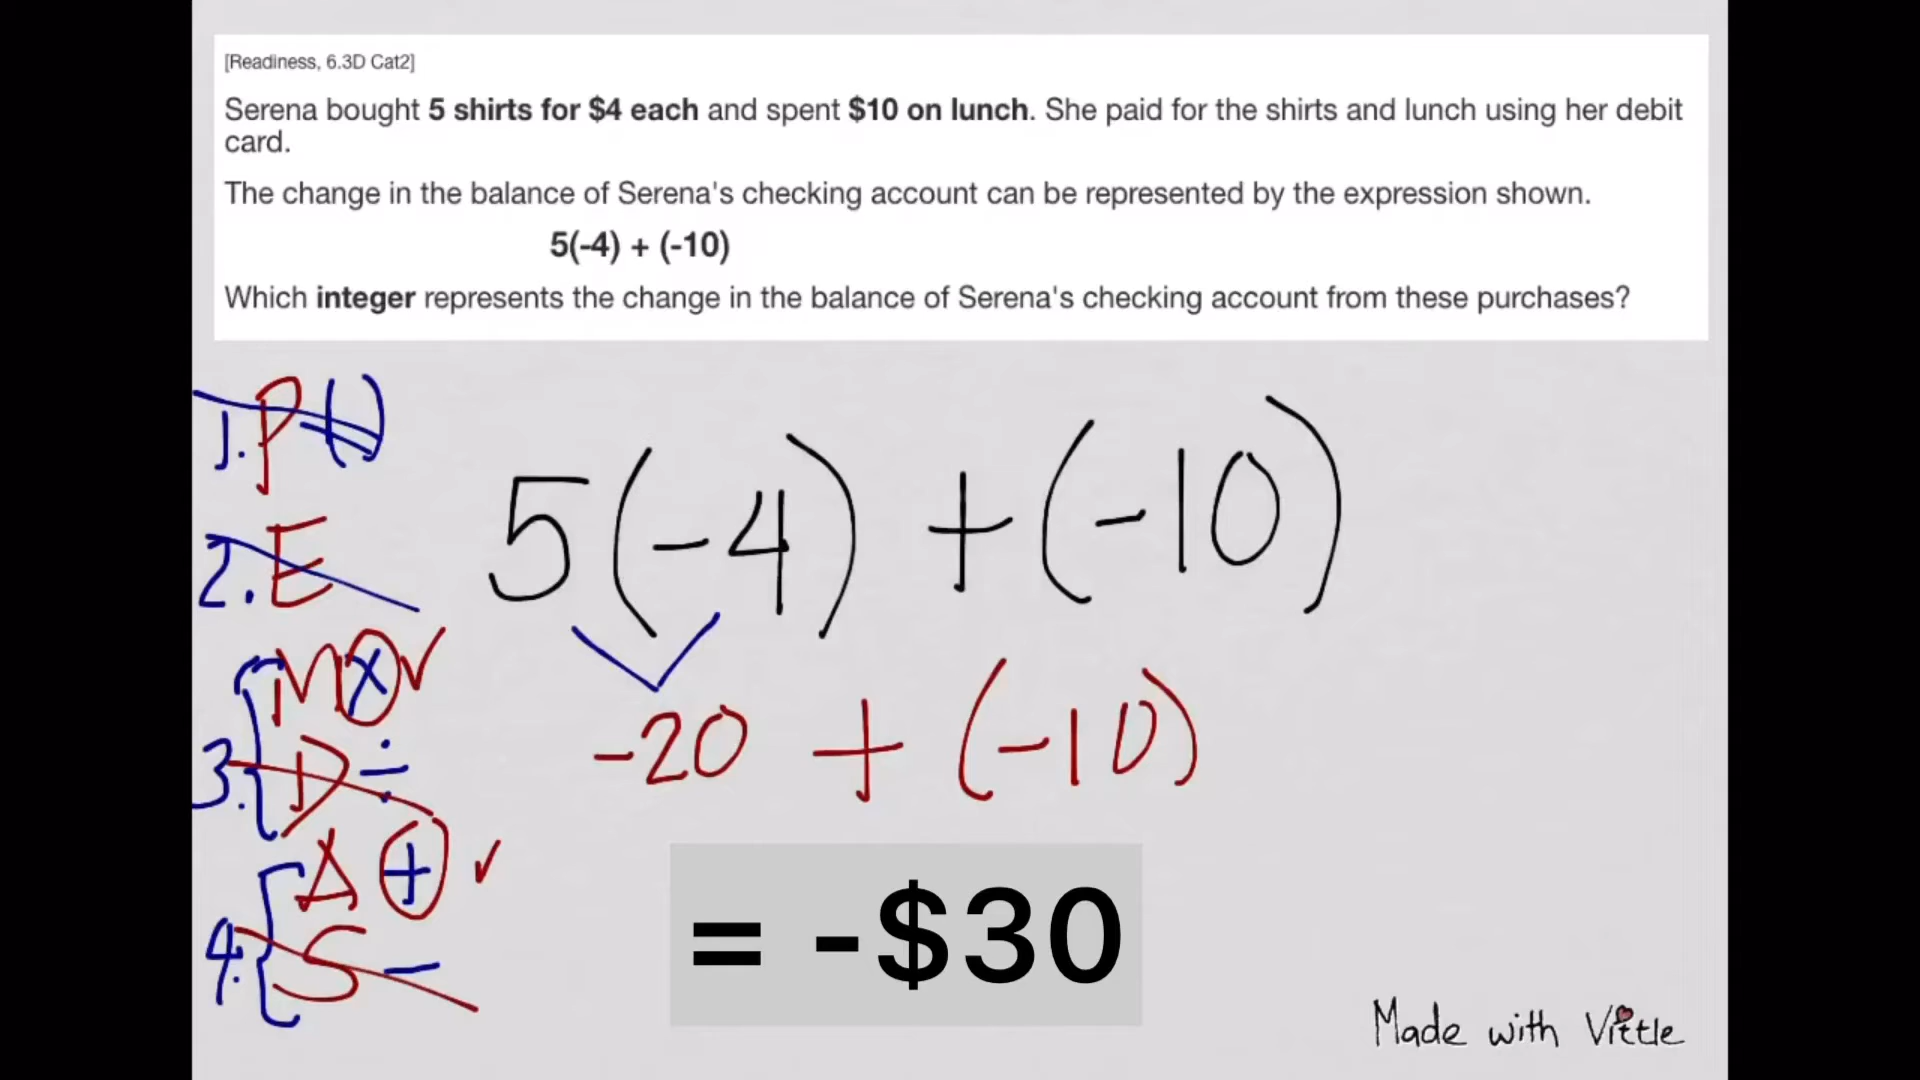 [Readiness, 6.3D Cat2]
Serena bought 5 shirts for $4 each and spent $10 on lunch. She paid for the shirts and lunch using her debit
card.
The change in the balance of Serena's checking account can be represented by the expression shown.
5(-4) + (-10)
Which integer represents the change in the balance of Serena's checking account from these purchases?
1. P ( )
2. E
M x ✓
3. D ÷
A + ✓
4. S -
5(-4) + (-10)
-20 + (-10)
= -$30
Made with Vittle